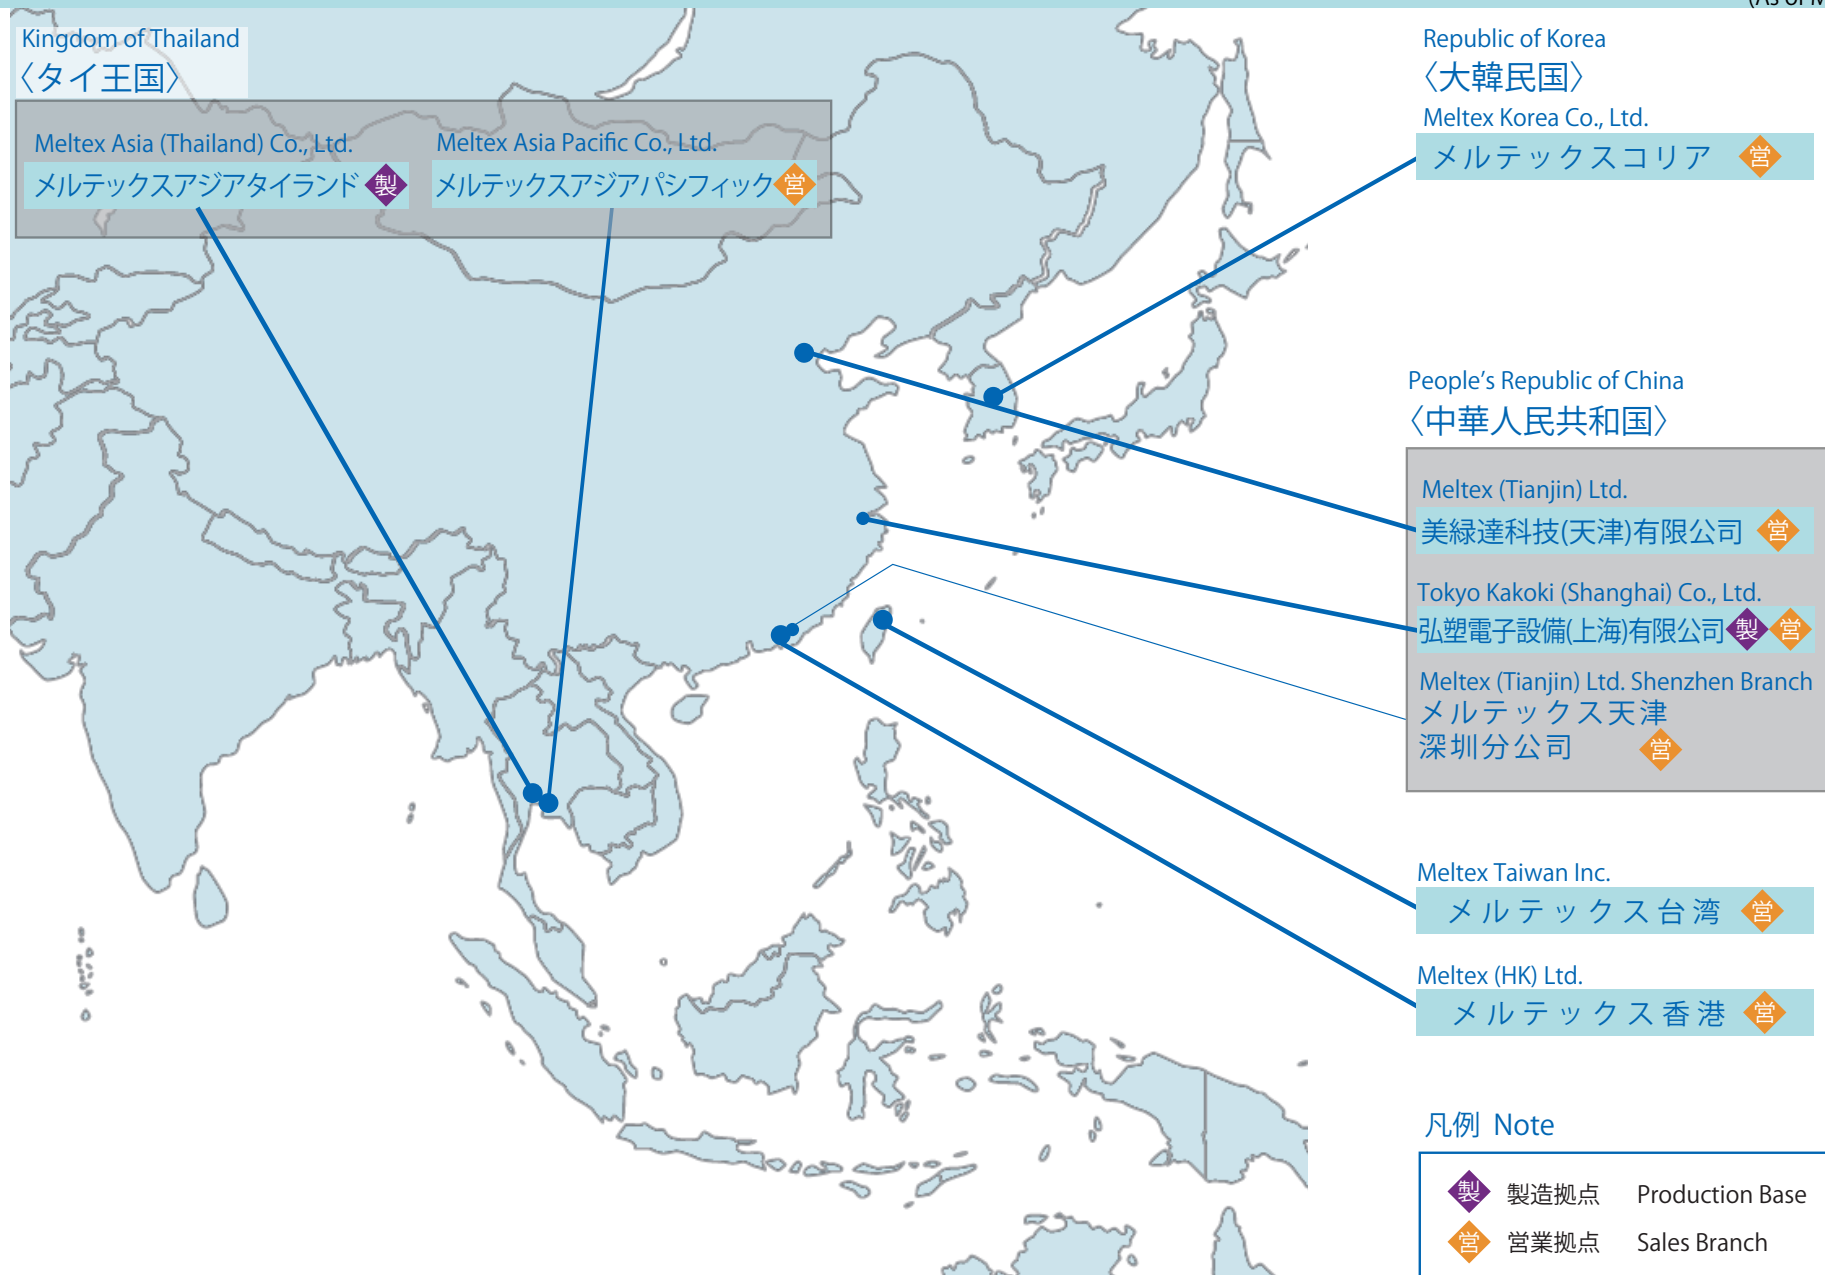 (As of M
Kingdom of Thailand
〈タイ王国〉
Meltex Asia (Thailand) Co., Ltd.
メルテックスアジアタイランド 製
Meltex Asia Pacific Co., Ltd.
メルテックスアジアパシフィック 営
Republic of Korea
〈大韓民国〉
Meltex Korea Co., Ltd.
メルテックスコリア 営
People's Republic of China
〈中華人民共和国〉
Meltex (Tianjin) Ltd.
美緑達科技(天津)有限公司 営
Tokyo Kakoki (Shanghai) Co., Ltd.
弘塑電子設備(上海)有限公司 製 営
Meltex (Tianjin) Ltd. Shenzhen Branch
メルテックス天津
深圳分公司 営
Meltex Taiwan Inc.
メルテックス台湾 営
Meltex (HK) Ltd.
メルテックス香港 営
凡例 Note
製 製造拠点 Production Base
営 営業拠点 Sales Branch